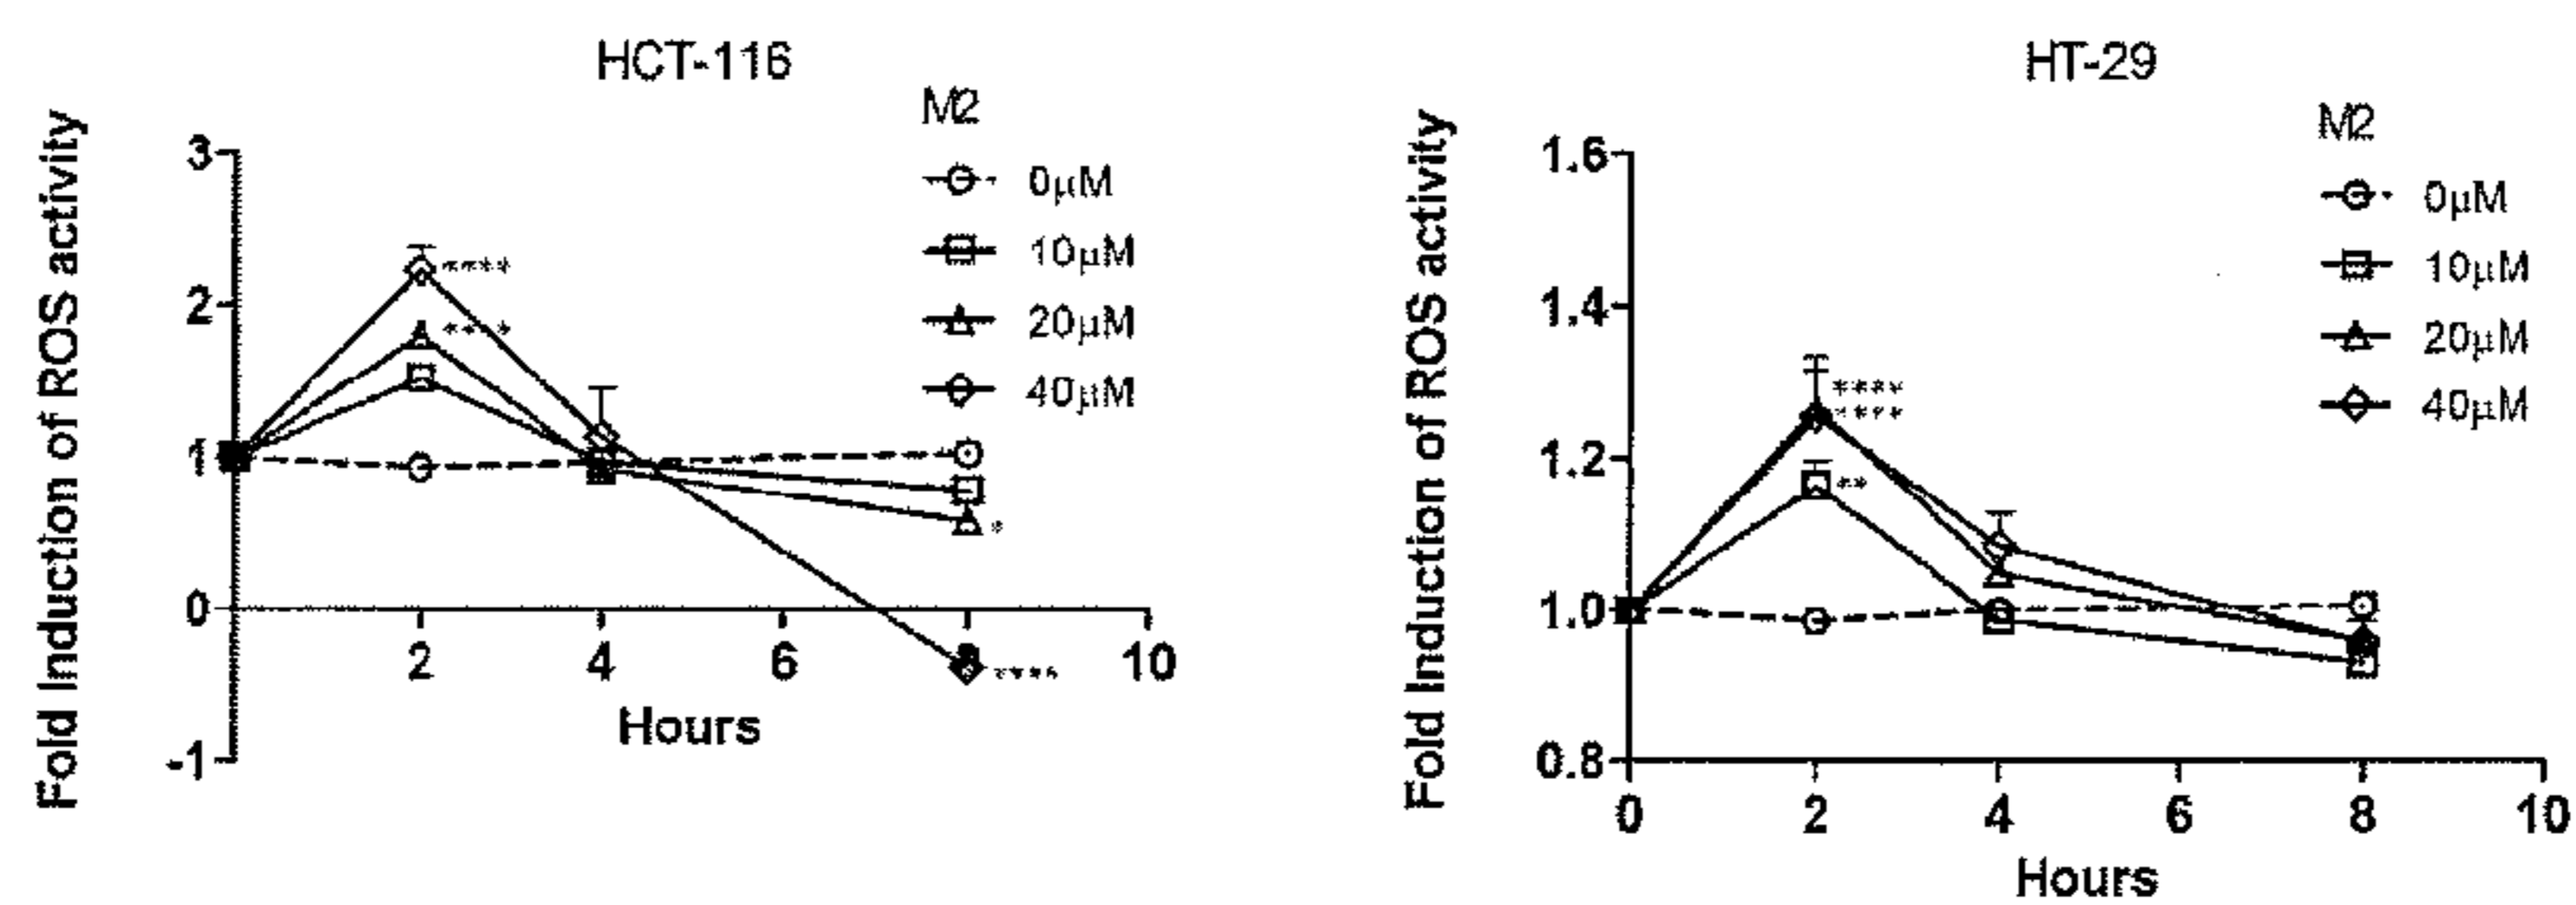 HCT-116
M2
0μM
10μM
20μM
40μM
Fold Induction of ROS activity
3
2
1
0
-1
****
****
*
****
2
4
6
10
Hours
HT-29
M2
0μM
10μM
20μM
40μM
Fold Induction of ROS activity
1.6
1.4
1.2
1.0
0.8
****
****
**
0
2
4
6
8
10
Hours